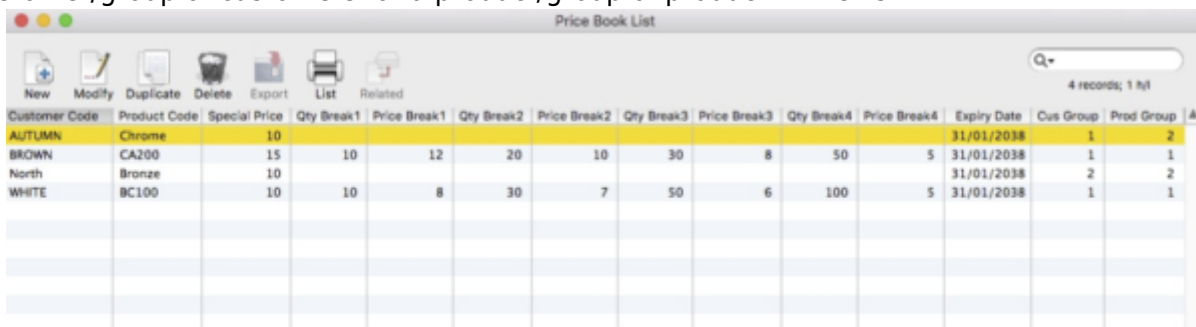 Price Book List
New Modify Duplicate Delete Export List Related
4 records; 1 h/l
Customer Code Product Code Special Price Qty Break1 Price Break1 Qty Break2 Price Break2 Qty Break3 Price Break3 Qty Break4 Price Break4 Expiry Date Cus Group Prod Group
AUTUMN Chrome 10 31/01/2038 1 2
BROWN CA200 15 10 12 20 10 30 8 50 5 31/01/2038 1 1
North Bronze 10 31/01/2038 2 2
WHITE BC100 10 10 8 30 7 50 6 100 5 31/01/2038 1 1